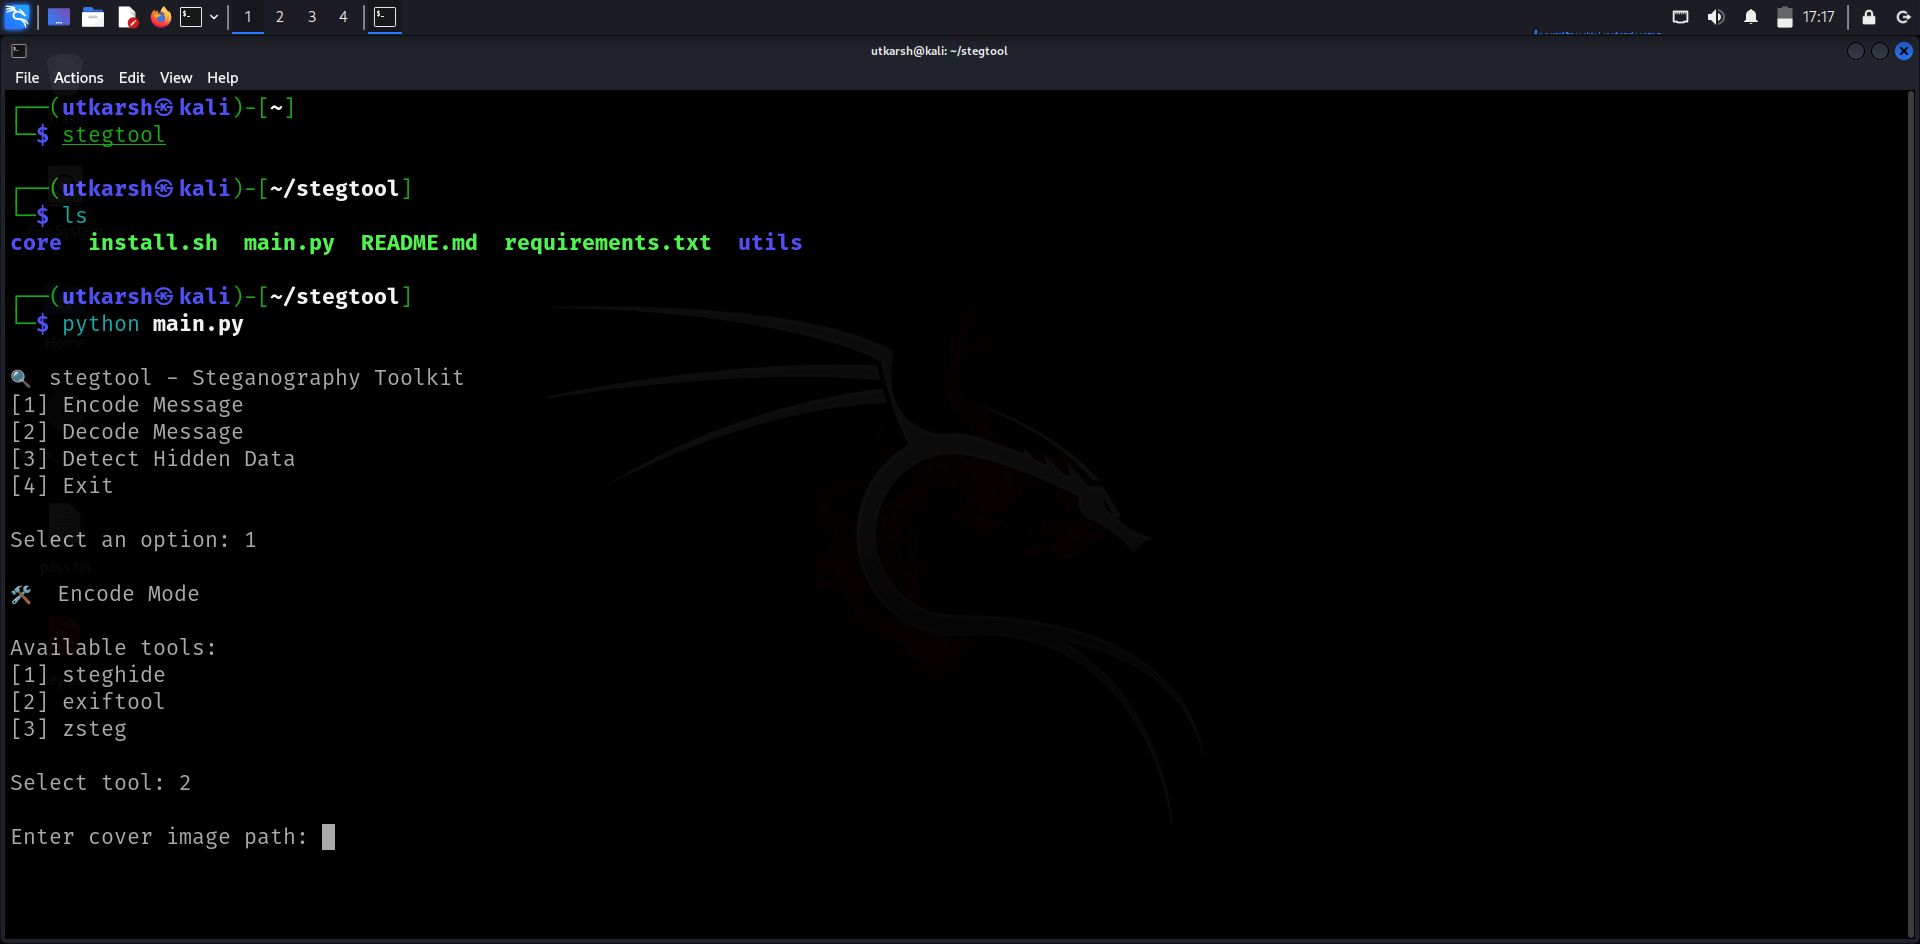 1 2 3 4 17:17
utkarsh@kali: ~/stegtool
File Actions Edit View Help
┌──(utkarsh㉿kali)-[~]
└─$ stegtool
┌──(utkarsh㉿kali)-[~/stegtool]
└─$ ls
core install.sh main.py README.md requirements.txt utils
┌──(utkarsh㉿kali)-[~/stegtool]
└─$ python main.py
Home
🔍 stegtool - Steganography Toolkit
[1] Encode Message
[2] Decode Message
[3] Detect Hidden Data
[4] Exit
Select an option: 1
pass.txt
🛠 Encode Mode
Available tools:
[1] steghide
[2] exiftool
[3] zsteg
Select tool: 2
Enter cover image path: